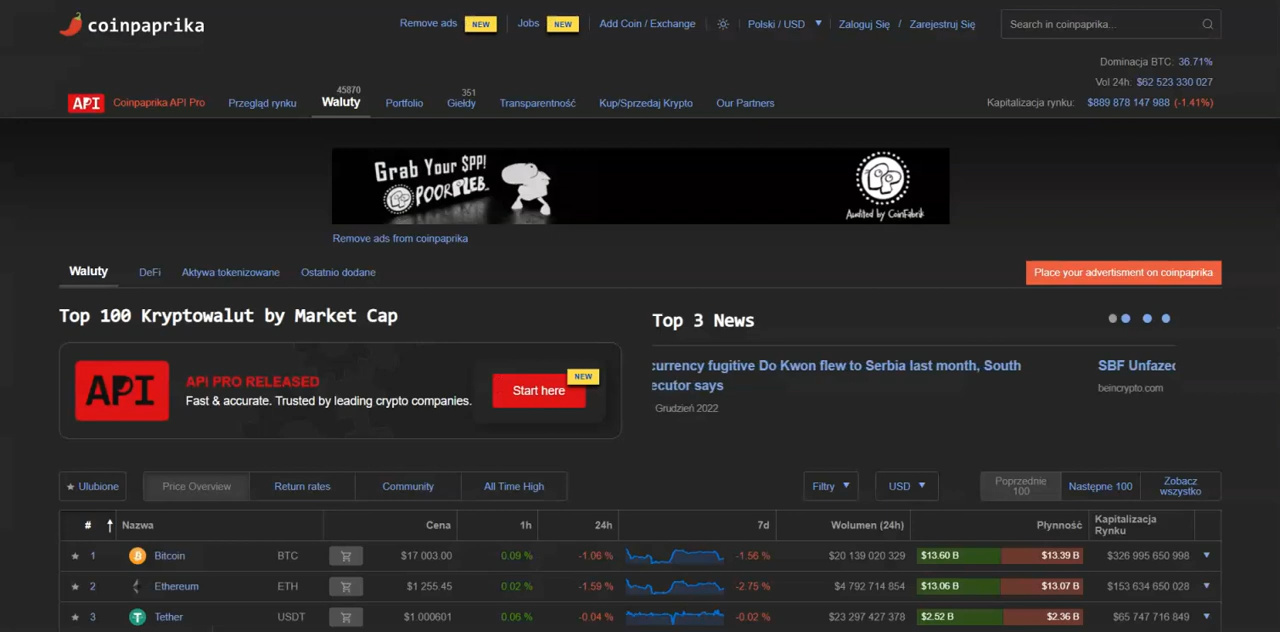 coinpaprika
Remove ads NEW Jobs NEW Add Coin / Exchange Polski / USD ▼ Zaloguj Się / Zarejestruj Się Search in coinpaprika...
Dominacja BTC: 36.71%
Vol 24h: $62 523 330 027
Kapitalizacja rynku: $889 878 147 988 (-1.41%)
API Coinpaprika API Pro Przegląd rynku 45870 Waluty Portfolio 351 Giełdy Transparentność Kup/Sprzedaj Krypto Our Partners
Grab Your $PP!
POORPLEB
Audited by CoinFabrik
Remove ads from coinpaprika
Waluty DeFi Aktywa tokenizowane Ostatnio dodane Place your advertisment on coinpaprika
Top 100 Kryptowalut by Market Cap
Top 3 News
API
API PRO RELEASED
Fast & accurate. Trusted by leading crypto companies.
Start here NEW
currency fugitive Do Kwon flew to Serbia last month, South
ecutor says
Grudzień 2022
SBF Unfazed
beincrypto.com
★ Ulubione Price Overview Return rates Community All Time High Filtry ▼ USD ▼ Poprzednie 100 Następne 100 Zobacz wszystko
# ↑ Nazwa Cena 1h 24h 7d Wolumen (24h) Płynność Kapitalizacja Rynku
★ 1 Bitcoin BTC $17 003.00 0.09 % -1.06 % -1.56 % $20 139 020 329 $13.60 B $13.39 B $326 995 650 998 ▼
★ 2 Ethereum ETH $1 255.45 0.02 % -1.59 % -2.75 % $4 792 714 854 $13.06 B $13.07 B $153 634 650 028 ▼
★ 3 Tether USDT $1.000601 0.06 % -0.04 % -0.02 % $23 297 427 378 $2.52 B $2.36 B $65 747 716 849 ▼